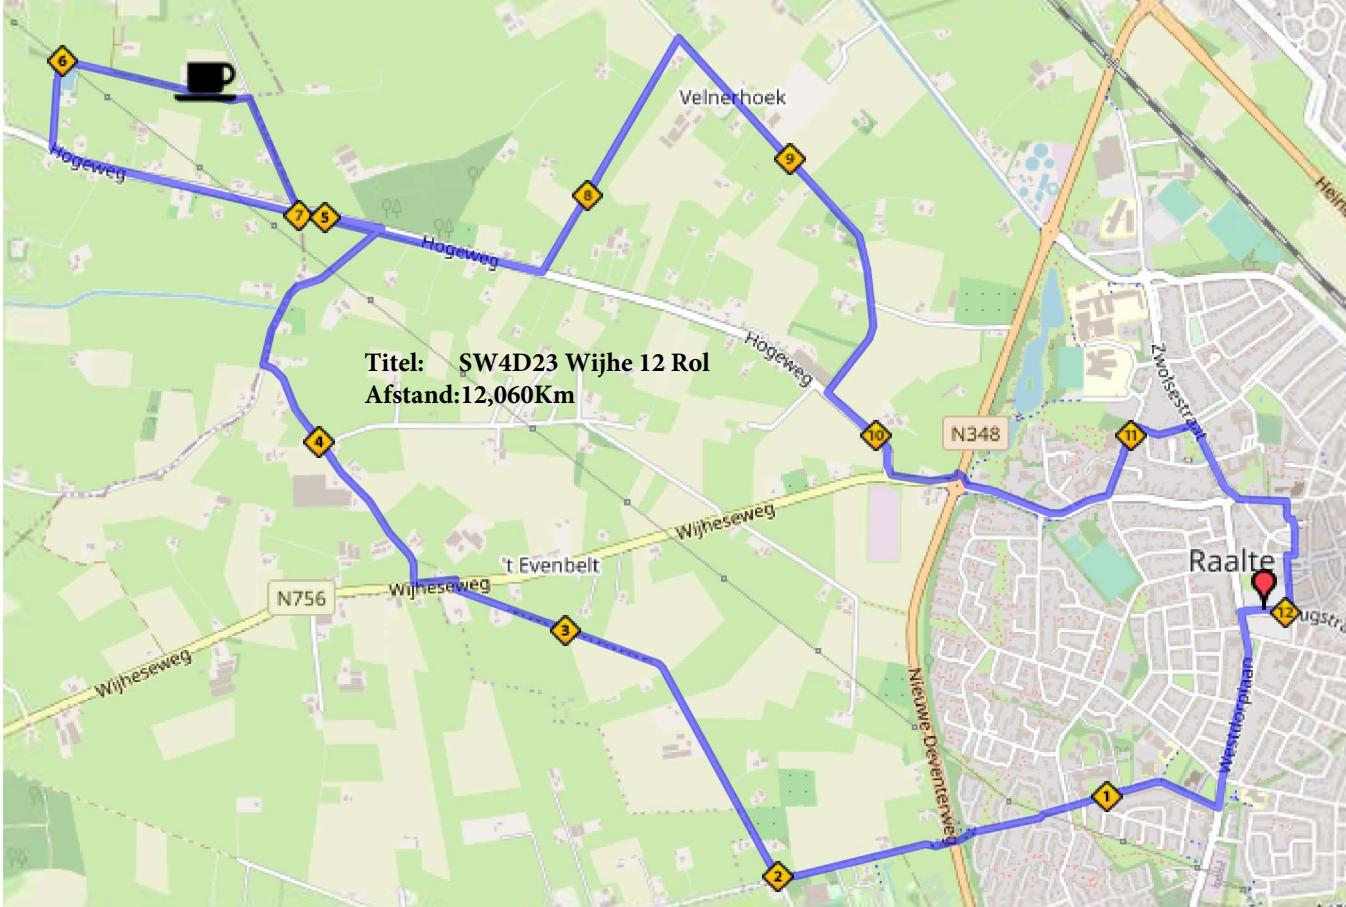 6
Velnerhoek
9
Hogeweg
8
7
5
Hogeweg
Hogeweg
Titel: SW4D23 Wijhe 12 Rol
Afstand:12,060Km
Zwolsestraat
4
10
N348
11
Wijheseweg
't Evenbelt
Wijheseweg
N756
Raalte
3
12
Wijheseweg
Nieuwe Deventerweg
Westdorplaan
1
2